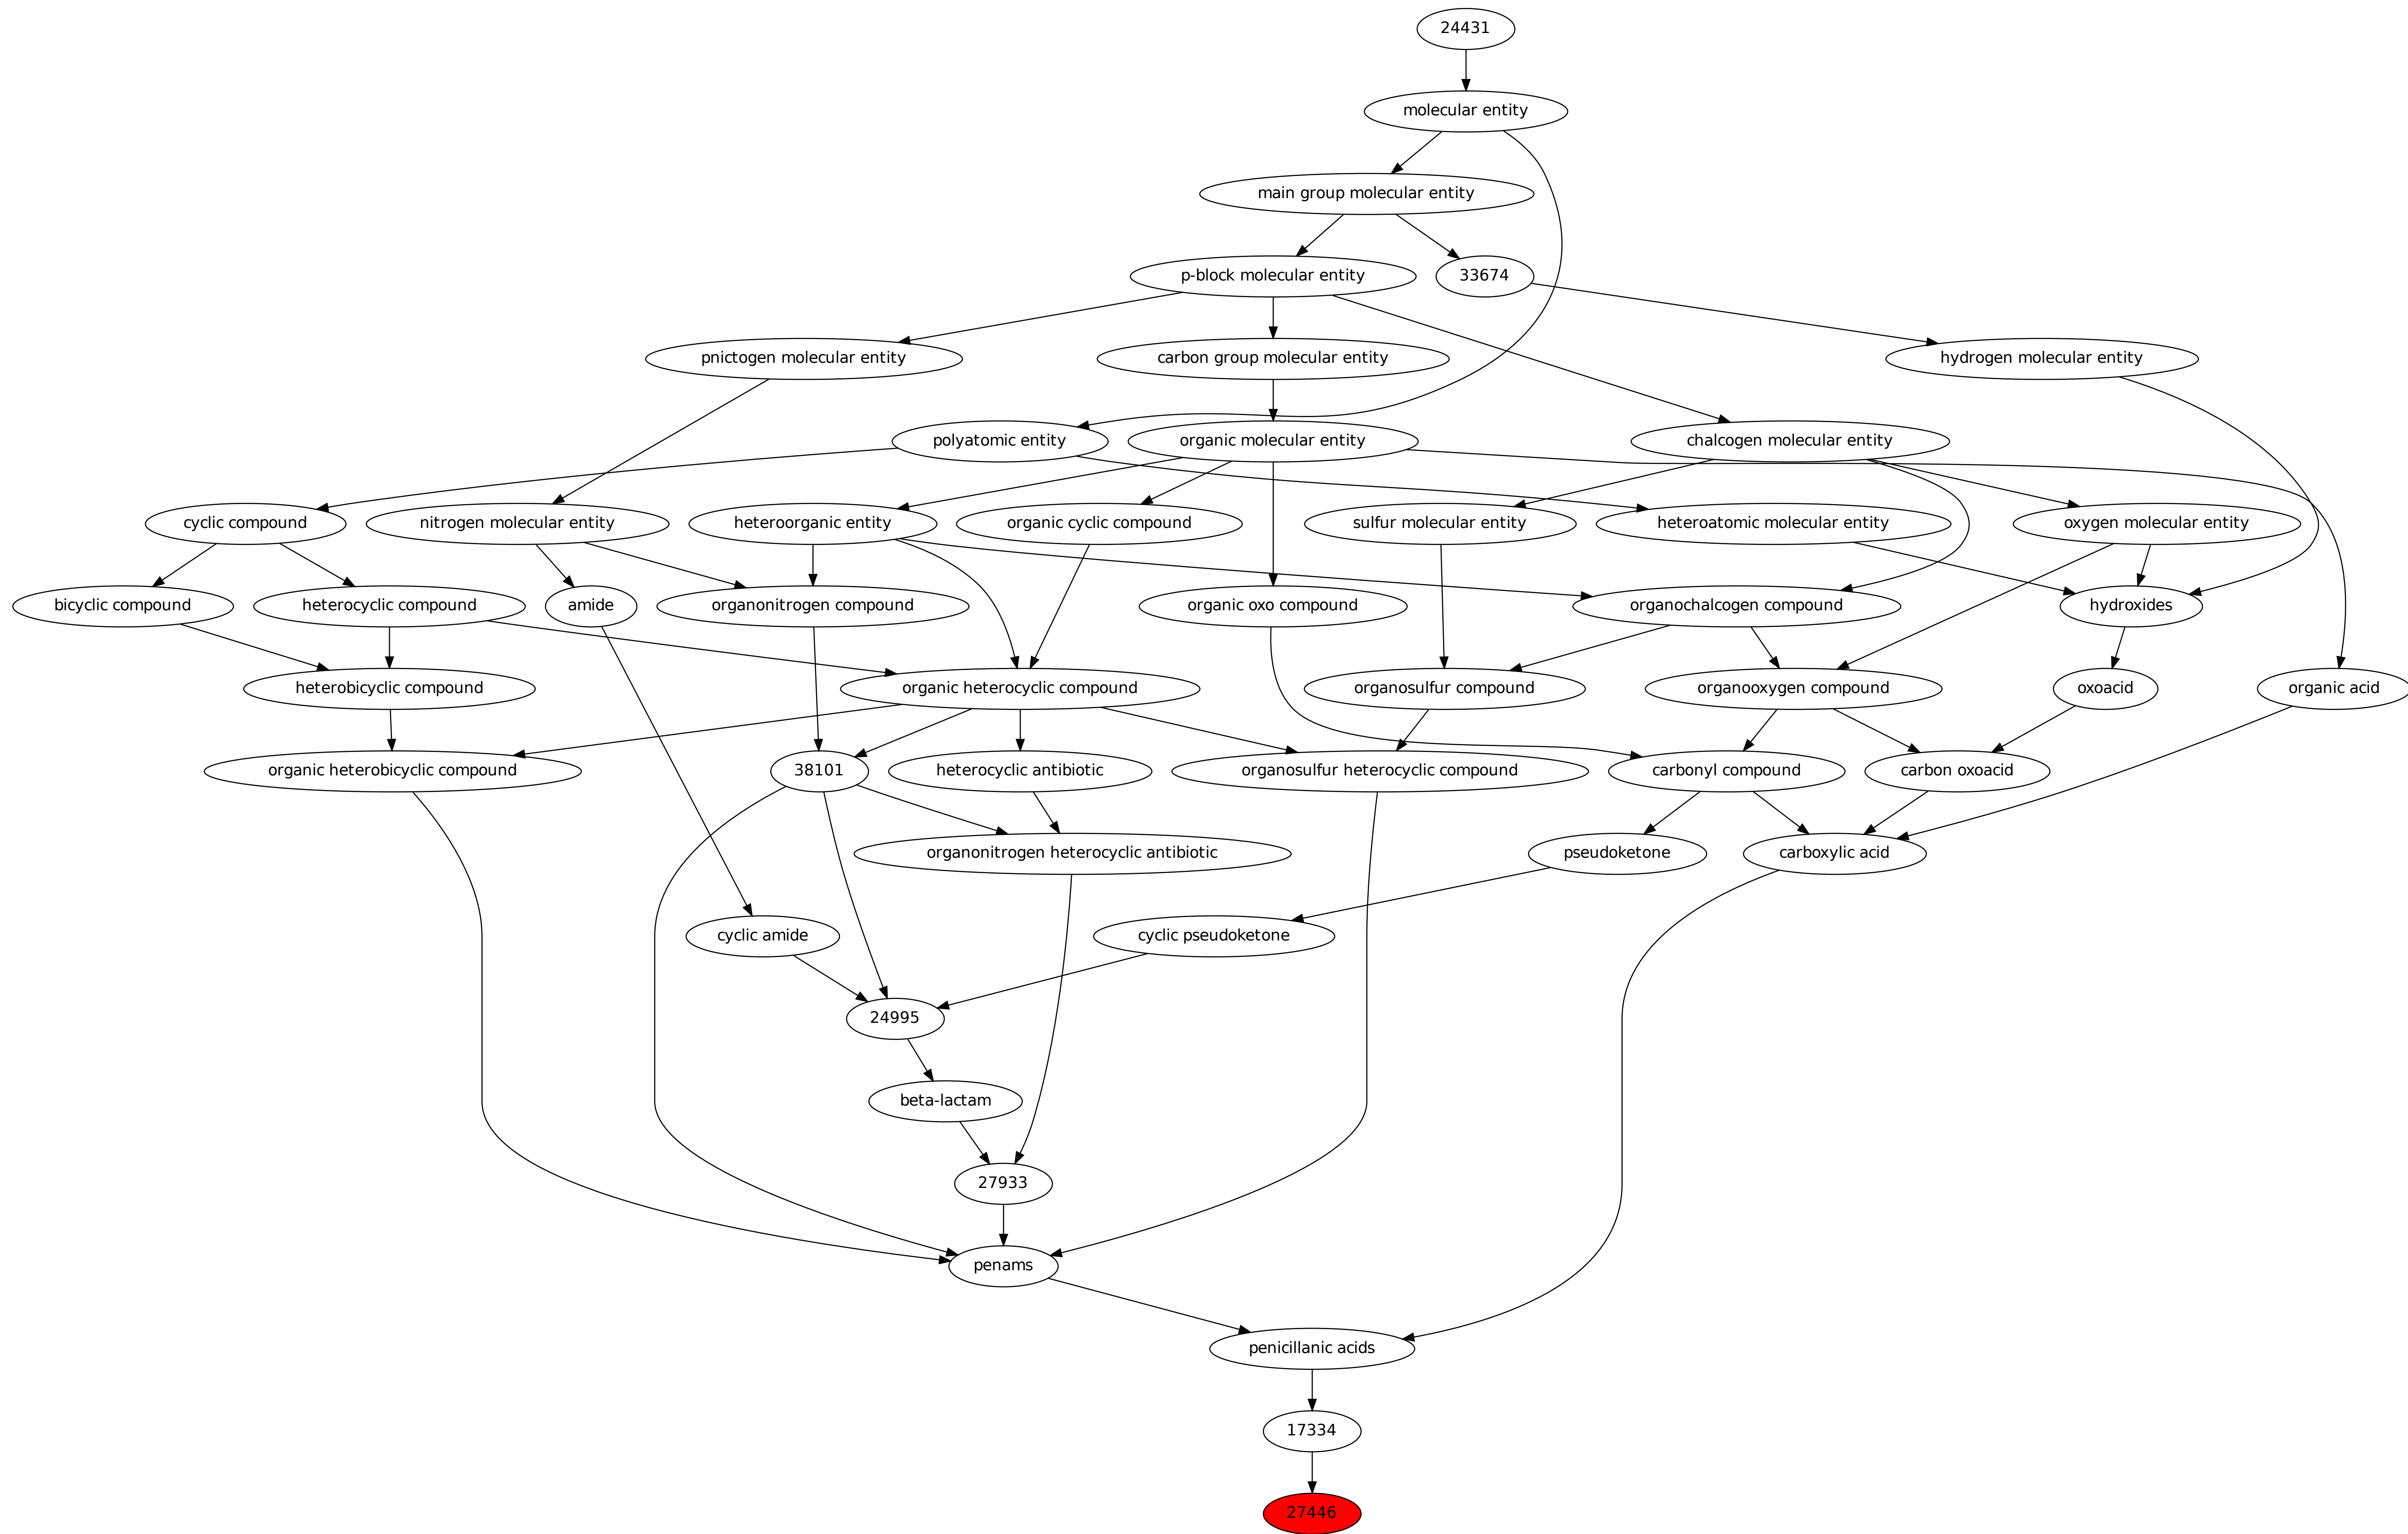 24431
molecular entity
main group molecular entity
p-block molecular entity
33674
pnictogen molecular entity
carbon group molecular entity
hydrogen molecular entity
polyatomic entity
organic molecular entity
chalcogen molecular entity
cyclic compound
nitrogen molecular entity
heteroorganic entity
organic cyclic compound
sulfur molecular entity
heteroatomic molecular entity
oxygen molecular entity
bicyclic compound
heterocyclic compound
amide
organonitrogen compound
organic oxo compound
organochalcogen compound
hydroxides
heterobicyclic compound
organic heterocyclic compound
organosulfur compound
organooxygen compound
oxoacid
organic acid
organic heterobicyclic compound
38101
heterocyclic antibiotic
organosulfur heterocyclic compound
carbonyl compound
carbon oxoacid
organonitrogen heterocyclic antibiotic
pseudoketone
carboxylic acid
cyclic amide
cyclic pseudoketone
24995
beta-lactam
27933
penams
penicillanic acids
17334
27446